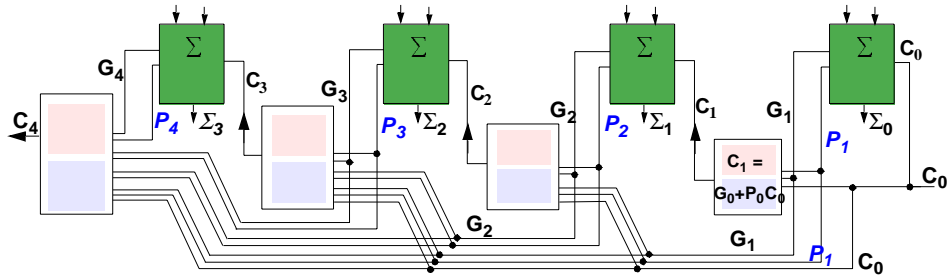 Σ Σ Σ Σ
C₀
G₄ C₃ G₃ C₂ G₂ C₁ G₁
C₄ P₄ Σ₃ P₃ Σ₂ P₂ Σ₁ P₁ Σ₀
C₁ =
G₀+P₀C₀
C₀
G₂ G₁
P₁
C₀